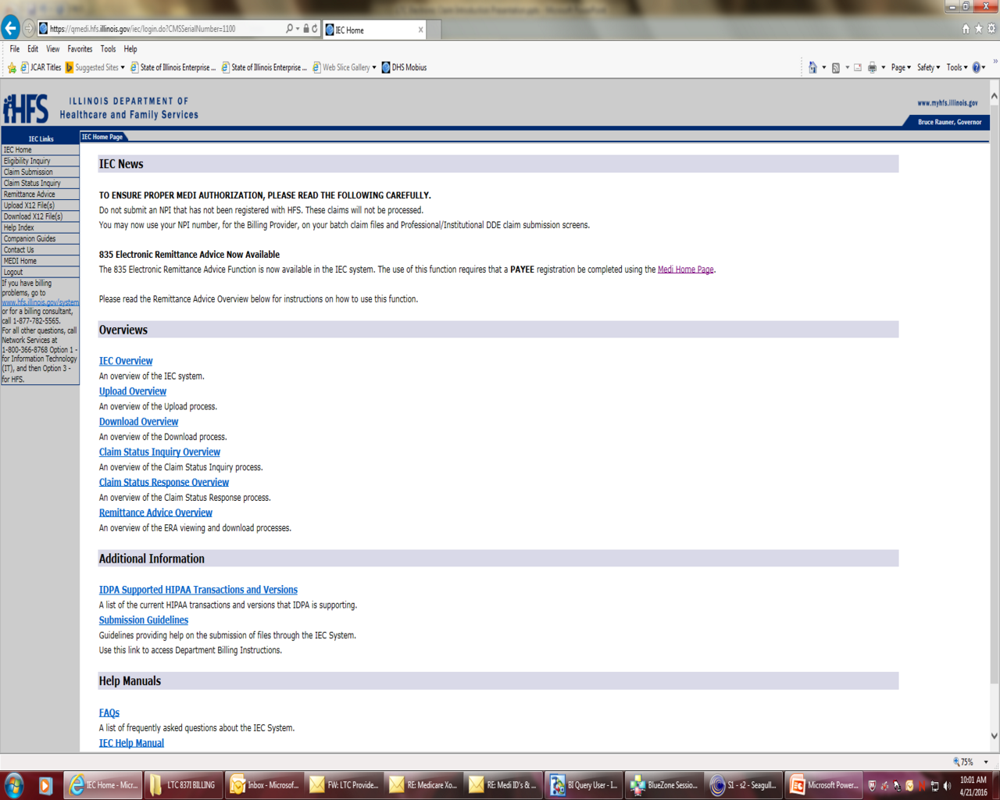 https://qmedi.hfs.illinois.gov/iec/login.do?CMSSerialNumber=1100
IEC Home
File Edit View Favorites Tools Help
JCAR Titles Suggested Sites State of Illinois Enterprise ... State of Illinois Enterprise ... Web Slice Gallery DHS Mobius
Page Safety Tools
HFS
ILLINOIS DEPARTMENT OF
Healthcare and Family Services
www.myhfs.illinois.gov
Bruce Rauner, Governor
IEC Links
IEC Home
Eligibility Inquiry
Claim Submission
Claim Status Inquiry
Remittance Advice
Upload X12 File(s)
Download X12 File(s)
Help Index
Companion Guides
Contact Us
MEDI Home
Logout
If you have billing
problems, go to
www.hfs.illinois.gov/system
or for a billing consultant,
call 1-877-782-5565.
For all other questions, call
Network Services at
1-800-366-8768 Option 1 -
for Information Technology
(IT), and then Option 3 -
for HFS.
IEC Home Page
IEC News
TO ENSURE PROPER MEDI AUTHORIZATION, PLEASE READ THE FOLLOWING CAREFULLY.
Do not submit an NPI that has not been registered with HFS. These claims will not be processed.
You may now use your NPI number, for the Billing Provider, on your batch claim files and Professional/Institutional DDE claim submission screens.
835 Electronic Remittance Advice Now Available
The 835 Electronic Remittance Advice Function is now available in the IEC system. The use of this function requires that a PAYEE registration be completed using the Medi Home Page.
Please read the Remittance Advice Overview below for instructions on how to use this function.
Overviews
IEC Overview
An overview of the IEC system.
Upload Overview
An overview of the Upload process.
Download Overview
An overview of the Download process.
Claim Status Inquiry Overview
An overview of the Claim Status Inquiry process.
Claim Status Response Overview
An overview of the Claim Status Response process.
Remittance Advice Overview
An overview of the ERA viewing and download processes.
Additional Information
IDPA Supported HIPAA Transactions and Versions
A list of the current HIPAA transactions and versions that IDPA is supporting.
Submission Guidelines
Guidelines providing help on the submission of files through the IEC System.
Use this link to access Department Billing Instructions.
Help Manuals
FAQs
A list of frequently asked questions about the IEC System.
IEC Help Manual
75%
IEC Home - Micr... LTC 837I BILLING Inbox - Microsof... FW: LTC Provide... RE: Medicare Xo... RE: Medi ID's & ... BI Query User - I... BlueZone Sessio... S1 - s2 - Seagull... Microsoft Power...
10:01 AM
4/21/2016